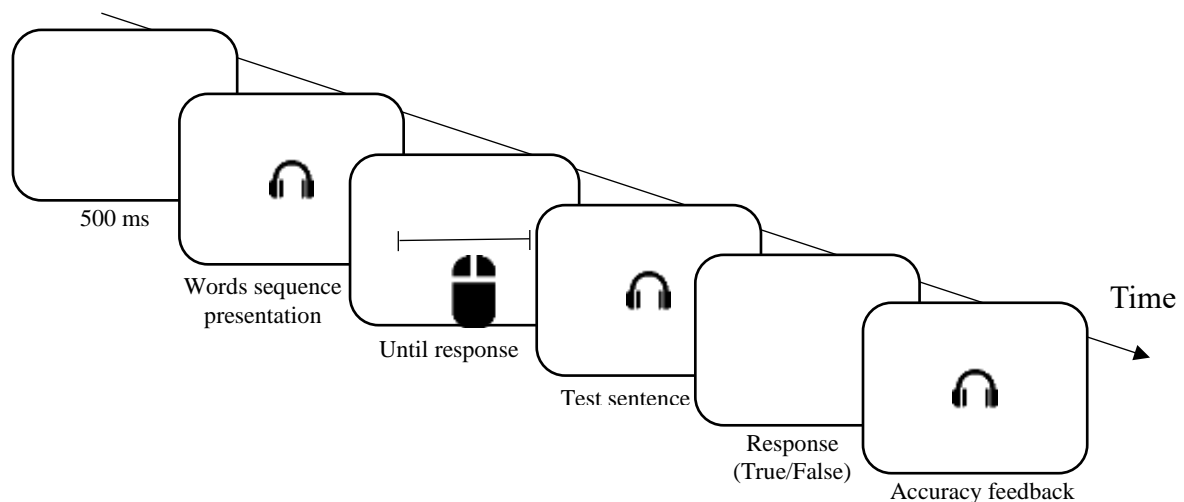 500 ms
Words sequence
presentation
Until response
Test sentence
Response
(True/False)
Accuracy feedback
Time